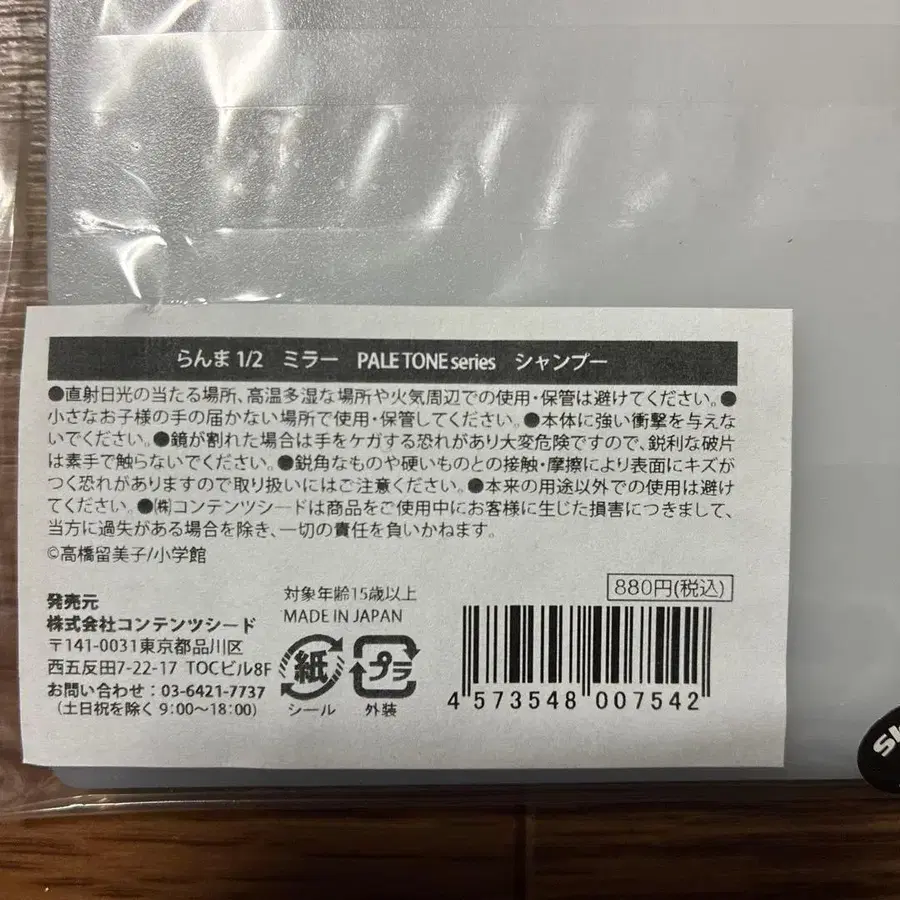 らんま 1/2　ミラー　PALE TONE series　シャンプー
●直射日光の当たる場所、高温多湿な場所や火気周辺での使用・保管は避けてください。●
小さなお子様の手の届かない場所で使用・保管してください。●本体に強い衝撃を与えな
いでください。●鏡が割れた場合は手をケガする恐れがあり大変危険ですので、鋭利な破片
は素手で触らないでください。●鋭角なものや硬いものとの接触・摩擦により表面にキズが
つく恐れがありますので取り扱いにはご注意ください。●本来の用途以外での使用は避け
てください。●㈱コンテンツシードは商品をご使用中にお客様に生じた損害につきまして、
当方に過失がある場合を除き、一切の責任を負いかねます。
©高橋留美子/小学館
発売元
株式会社コンテンツシード
〒141-0031東京都品川区
西五反田7-22-17 TOCビル8F
お問い合わせ：03-6421-7737
（土日祝を除く 9:00〜18:00）
対象年齢15歳以上
MADE IN JAPAN
紙
シール
プラ
外装
880円(税込)
4 573548 007542